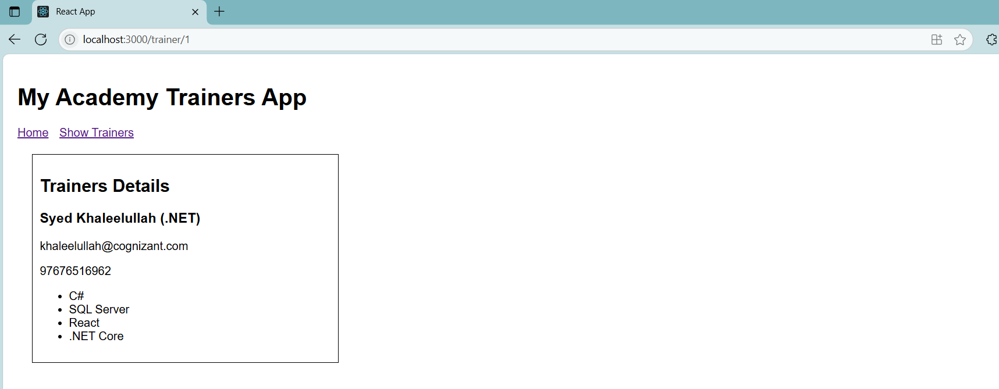 React App
localhost:3000/trainer/1
My Academy Trainers App
Home Show Trainers
Trainers Details
Syed Khaleelullah (.NET)
khaleelullah@cognizant.com
97676516962
• C#
• SQL Server
• React
• .NET Core